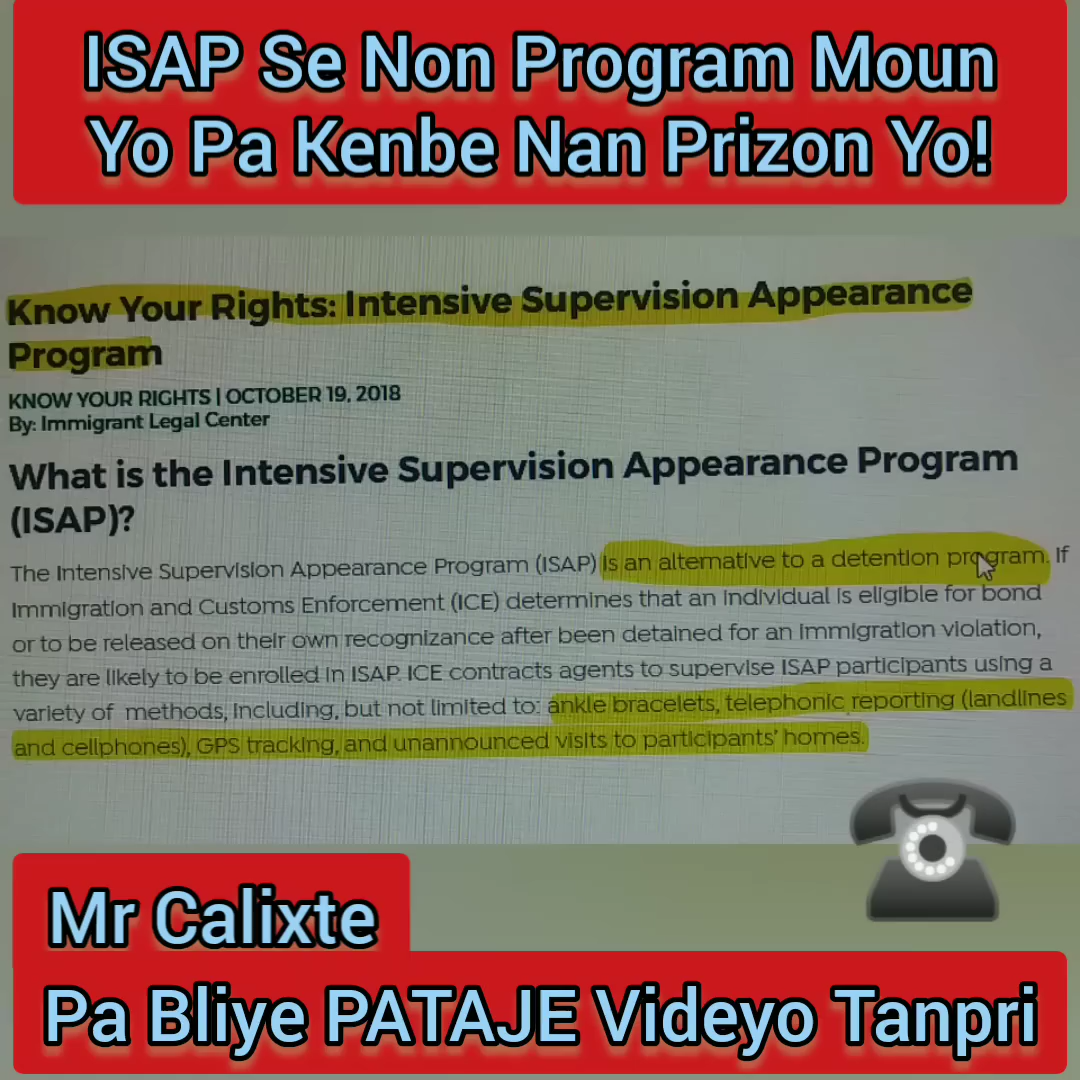 ISAP Se Non Program Moun
Yo Pa Kenbe Nan Prizon Yo!
Know Your Rights: Intensive Supervision Appearance
Program
KNOW YOUR RIGHTS | OCTOBER 19, 2018
By: Immigrant Legal Center
What is the Intensive Supervision Appearance Program
(ISAP)?
The Intensive Supervision Appearance Program (ISAP) is an alternative to a detention program. If
Immigration and Customs Enforcement (ICE) determines that an individual is eligible for bond
or to be released on their own recognizance after been detained for an immigration violation,
they are likely to be enrolled in ISAP. ICE contracts agents to supervise ISAP participants using a
variety of methods, including, but not limited to: ankle bracelets, telephonic reporting (landlines
and cellphones), GPS tracking, and unannounced visits to participants' homes.
Mr Calixte
Pa Bliye PATAJE Videyo Tanpri